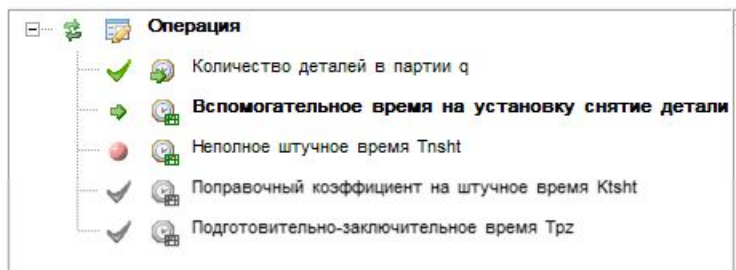 Операция
Количество деталей в партии q
Вспомогательное время на установку снятие детали
Неполное штучное время Tnsht
Поправочный коэффициент на штучное время Ktsht
Подготовительно-заключительное время Tpz